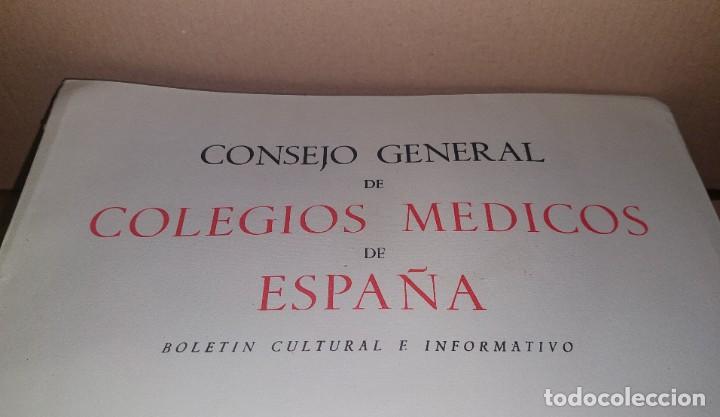 CONSEJO GENERAL
DE
COLEGIOS MEDICOS
DE
ESPAÑA
BOLETIN CULTURAL E INFORMATIVO
todocoleccion